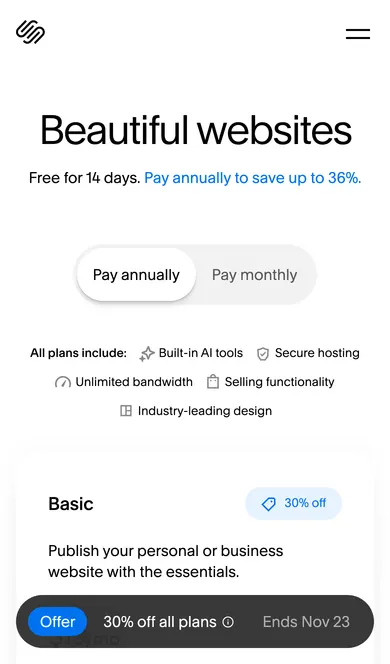 Beautiful websites
Free for 14 days. Pay annually to save up to 36%.
Pay annually
Pay monthly
All plans include: Built-in AI tools Secure hosting
Unlimited bandwidth Selling functionality
Industry-leading design
Basic
30% off
Publish your personal or business
website with the essentials.
Offer 30% off all plans Ends Nov 23